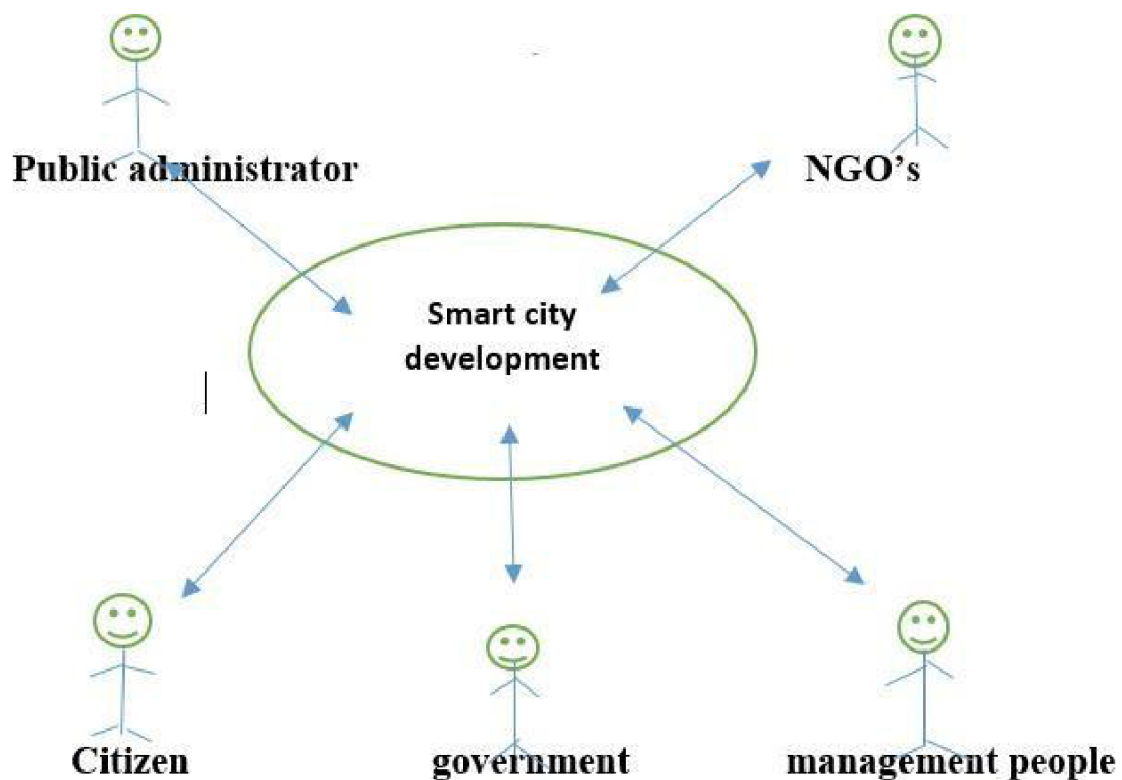 Public administrator
NGO’s
Smart city
development
Citizen
government
management people